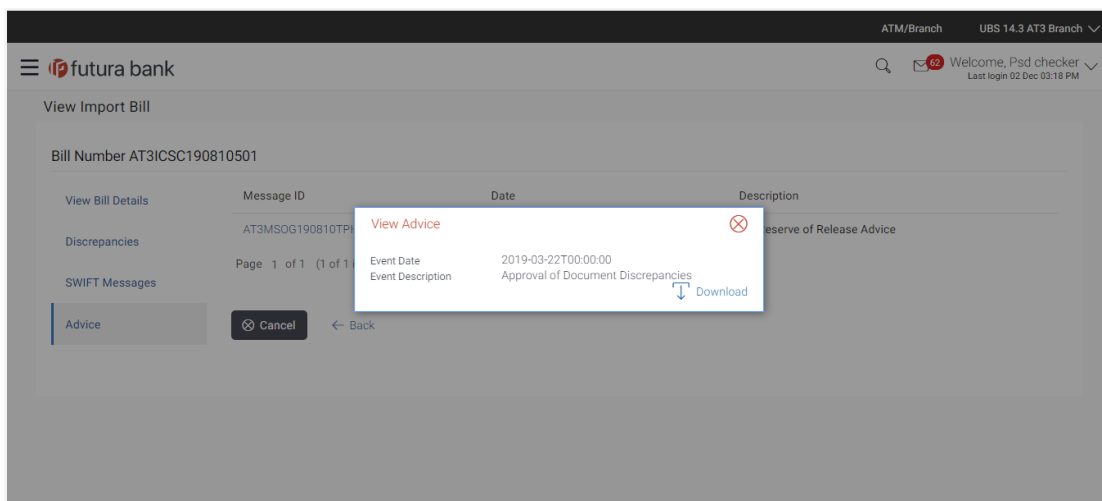 ATM/Branch UBS 14.3 AT3 Branch
futura bank
62 Welcome, Psd checker
Last login 02 Dec 03:18 PM
View Import Bill
Bill Number AT3ICSC190810501
View Bill Details
Discrepancies
SWIFT Messages
Advice
Message ID Date Description
of Release Advice
Page 1 of 1 (1 of 1
Cancel Back
View Advice
Event Date 2019-03-22T00:00:00
Event Description Approval of Document Discrepancies
Download